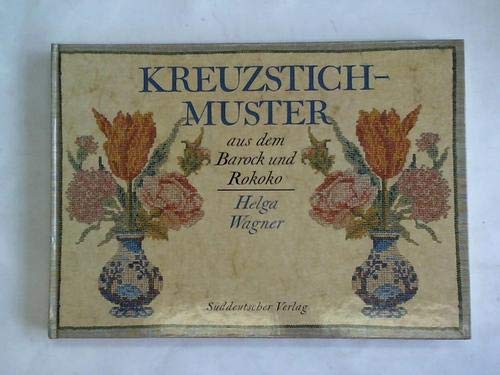 KREUZSTICH-
MUSTER
aus dem
Barock und
Rokoko
Helga
Wagner
Süddeutscher Verlag